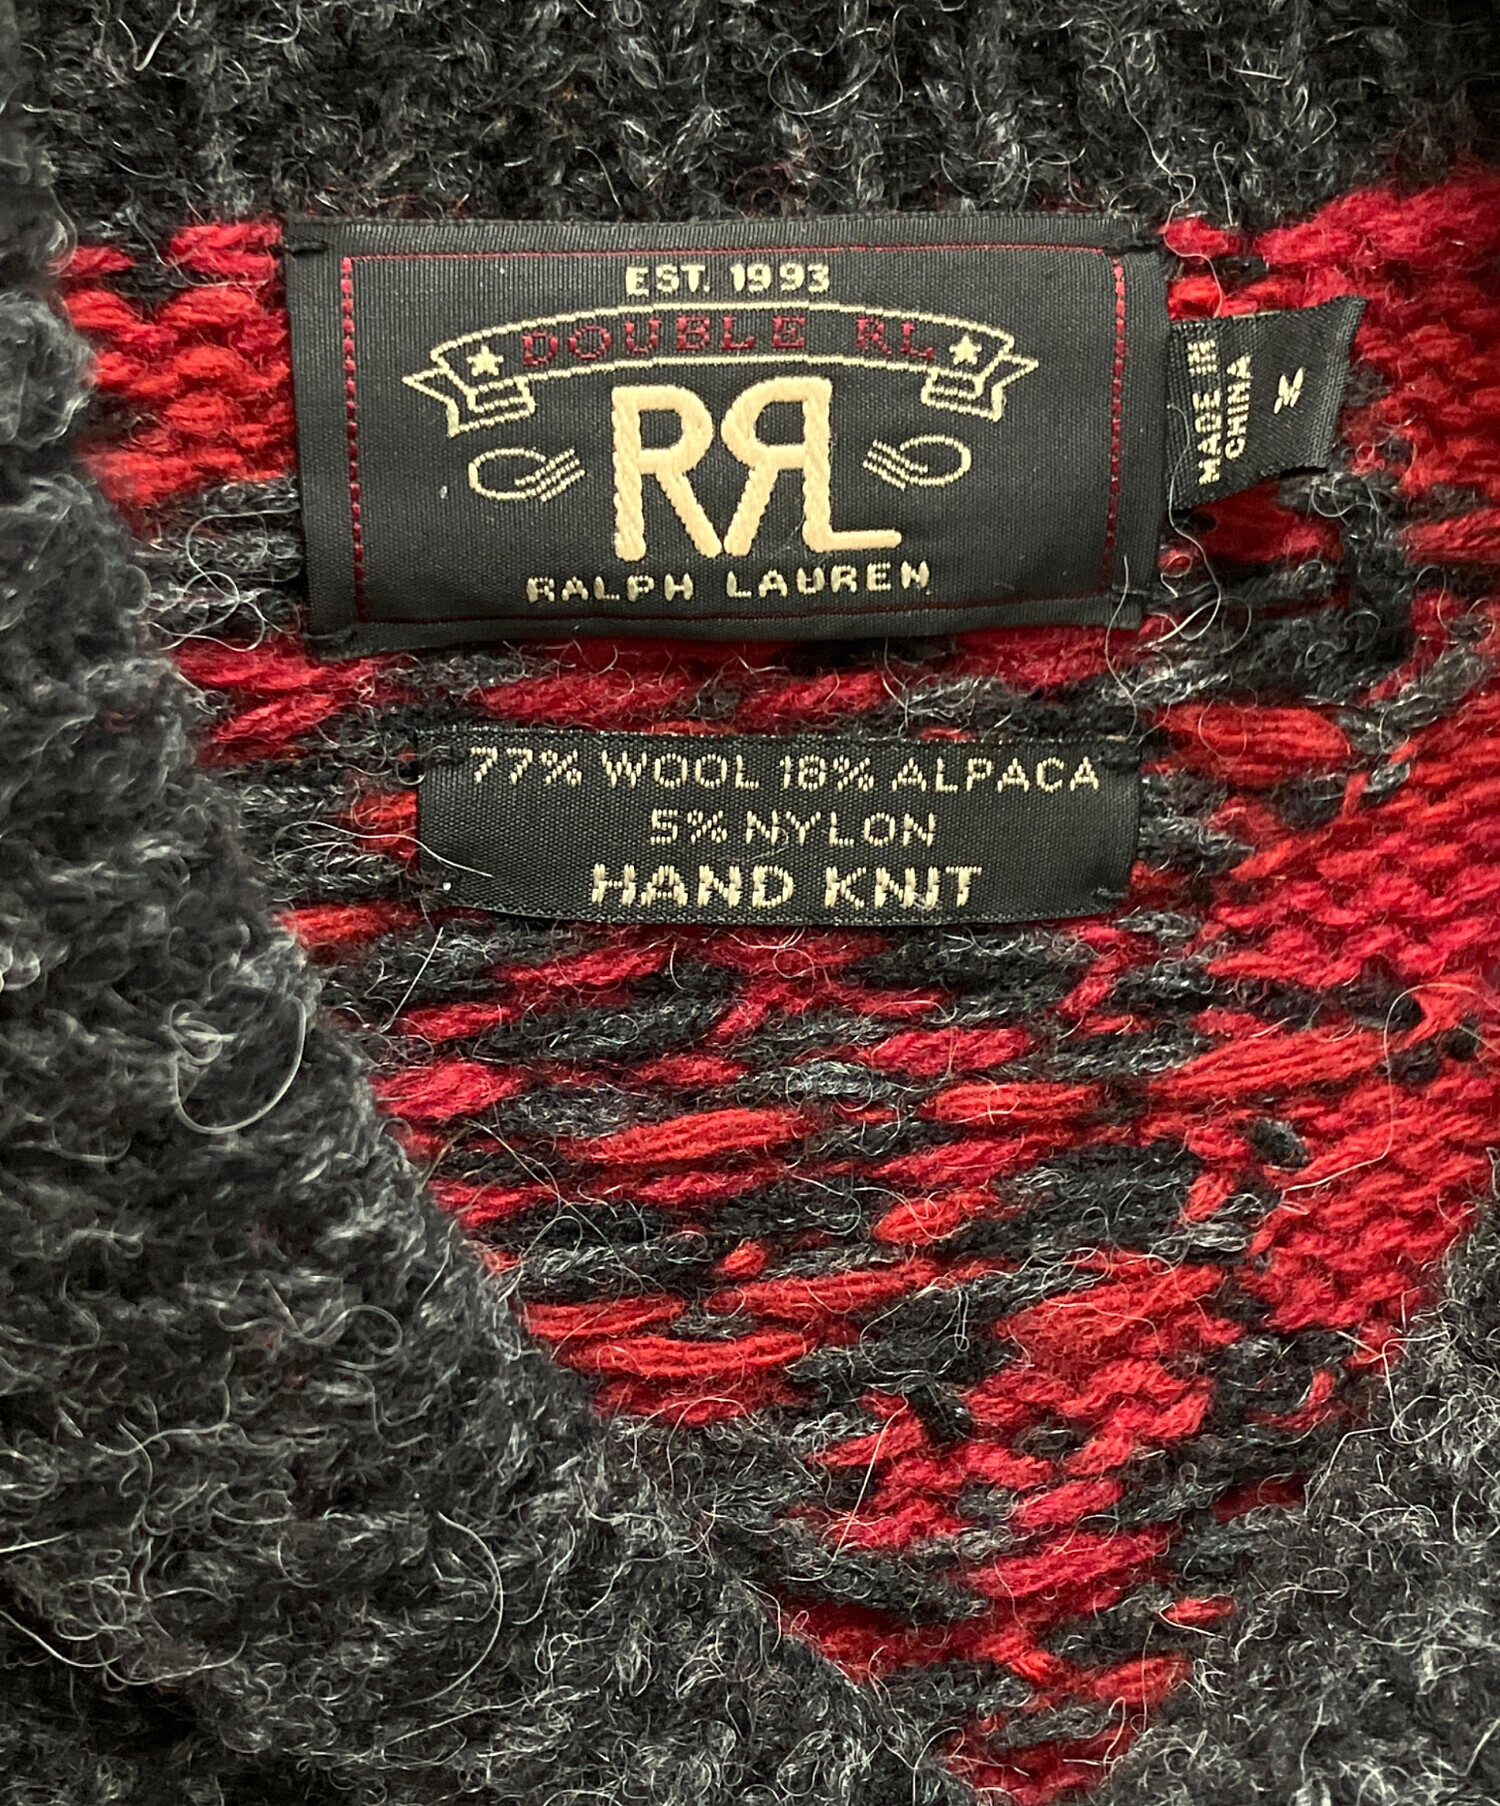 EST. 1993
DOUBLE RL
RRL
RALPH LAUREN
MADE IN
CHINA
M
77% WOOL 18% ALPACA
5% NYLON
HAND KNIT